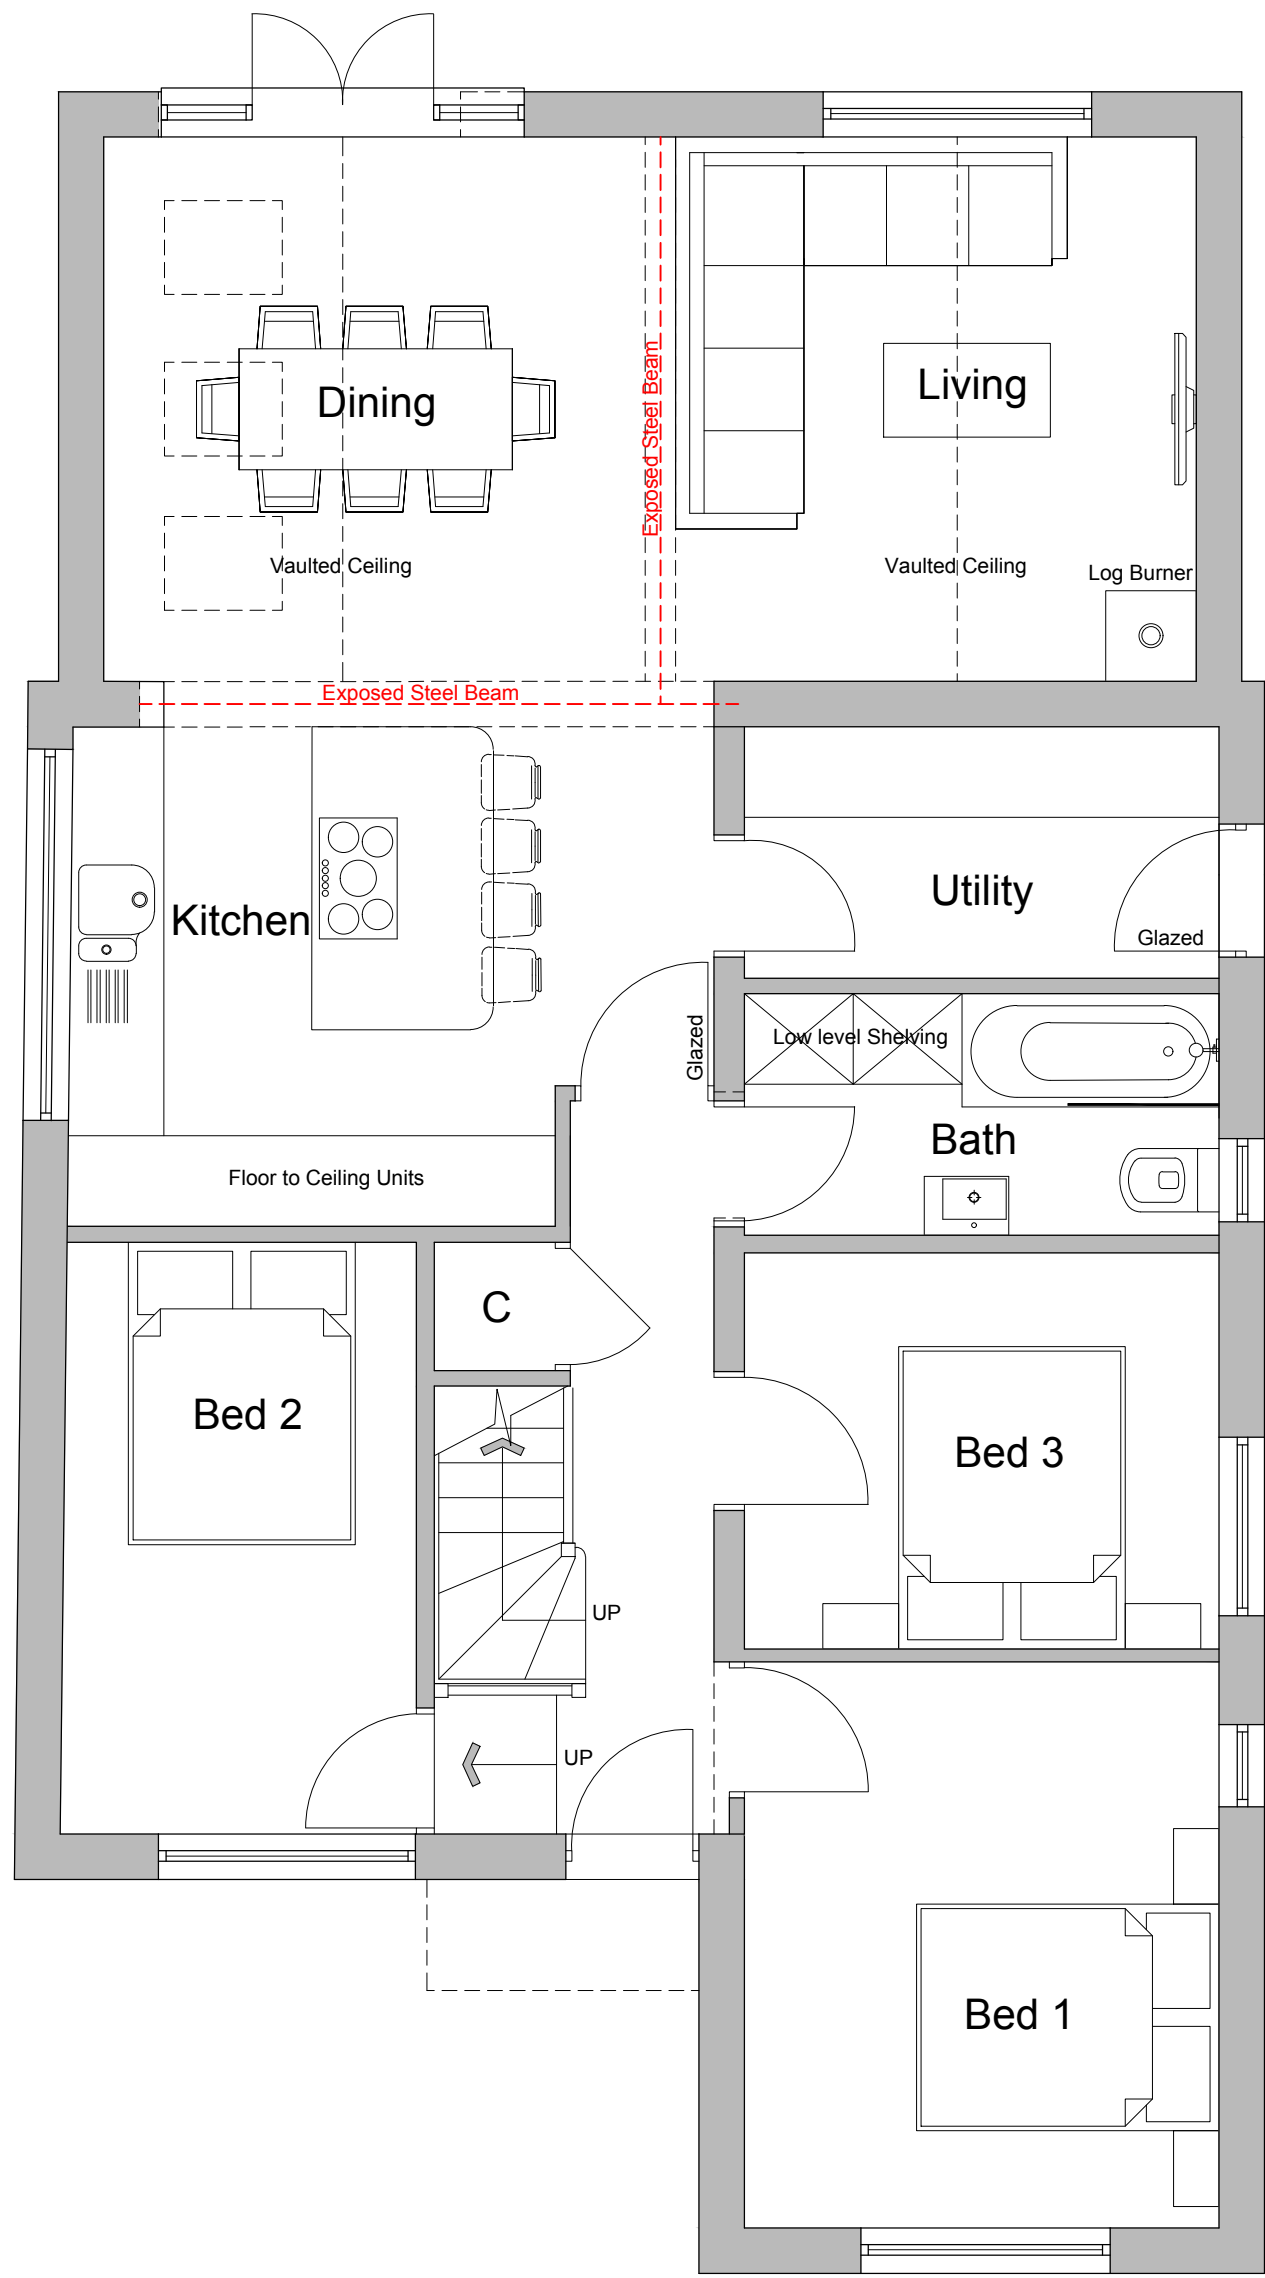 Dining
Living
Exposed Steel Beam
Vaulted Ceiling
Vaulted Ceiling
Log Burner
Exposed Steel Beam
Kitchen
Utility
Glazed
Glazed
Low level Shelving
Bath
Floor to Ceiling Units
C
Bed 2
Bed 3
UP
UP
Bed 1